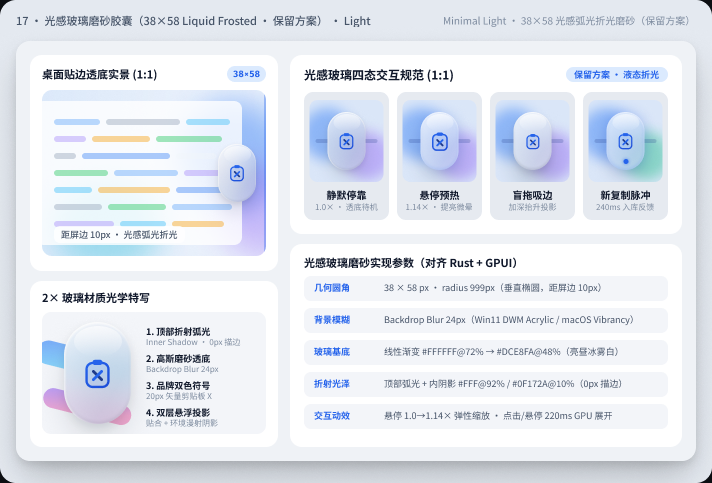 17 · 光感玻璃磨砂胶囊（38×58 Liquid Frosted · 保留方案） · Light
Minimal Light · 38×58 光感弧光折光磨砂（保留方案）
桌面贴边透底实景 (1:1)
38×58
距屏边 10px · 光感弧光折光
2× 玻璃材质光学特写
1. 顶部折射弧光
Inner Shadow · 0px 描边
2. 高斯磨砂透底
Backdrop Blur 24px
3. 品牌双色符号
20px 矢量剪贴板 X
4. 双层悬浮投影
贴合 + 环境漫射阴影
光感玻璃四态交互规范 (1:1)
保留方案 · 液态折光
静默停靠
1.0× · 透底待机
悬停预热
1.14× · 提亮微晕
盲拖吸边
加深抬升投影
新复制脉冲
240ms 入库反馈
光感玻璃磨砂实现参数（对齐 Rust + GPUI）
几何圆角
38 × 58 px · radius 999px（垂直椭圆，距屏边 10px）
背景模糊
Backdrop Blur 24px（Win11 DWM Acrylic / macOS Vibrancy）
玻璃基底
线性渐变 #FFFFFF@72% → #DCE8FA@48%（亮昼冰雾白）
折射光泽
顶部弧光 + 内阴影 #FFF@92% / #0F172A@10%（0px 描边）
交互动效
悬停 1.0→1.14× 弹性缩放 · 点击/悬停 220ms GPU 展开